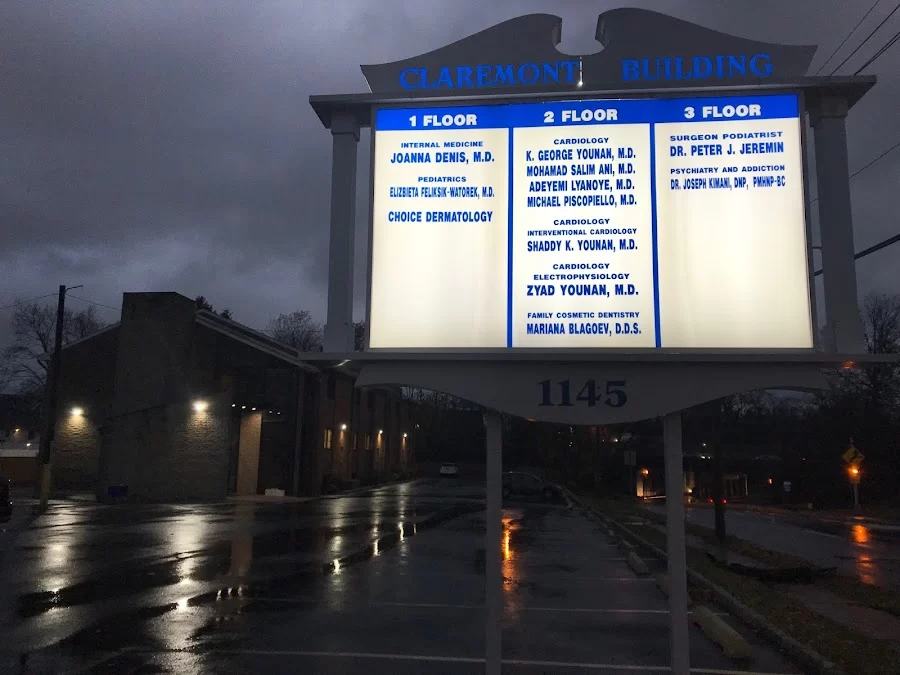 CLAREMONT BUILDING
1 FLOOR
INTERNAL MEDICINE
JOANNA DENIS, M.D.
PEDIATRICS
ELIZBIETA FELIKSIK-WATOREK, M.D.
CHOICE DERMATOLOGY
2 FLOOR
CARDIOLOGY
K. GEORGE YOUNAN, M.D.
MOHAMAD SALIM ANI, M.D.
ADEYEMI LYANOYE, M.D.
MICHAEL PISCOPIELLO, M.D.
CARDIOLOGY
INTERVENTIONAL CARDIOLOGY
SHADDY K. YOUNAN, M.D.
CARDIOLOGY
ELECTROPHYSIOLOGY
ZYAD YOUNAN, M.D.
FAMILY COSMETIC DENTISTRY
MARIANA BLAGOEV, D.D.S.
3 FLOOR
SURGEON PODIATRIST
DR. PETER J. JEREMIN
PSYCHIATRY AND ADDICTION
DR. JOSEPH KIMANI, DNP, PMHNP-BC
1145